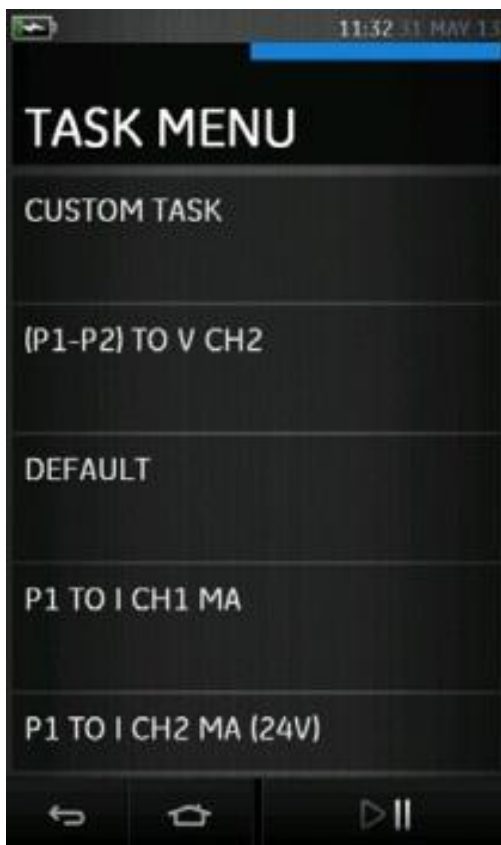 11:32 31 MAY 13
TASK MENU
CUSTOM TASK
(P1-P2) TO V CH2
DEFAULT
P1 TO I CH1 MA
P1 TO I CH2 MA (24V)